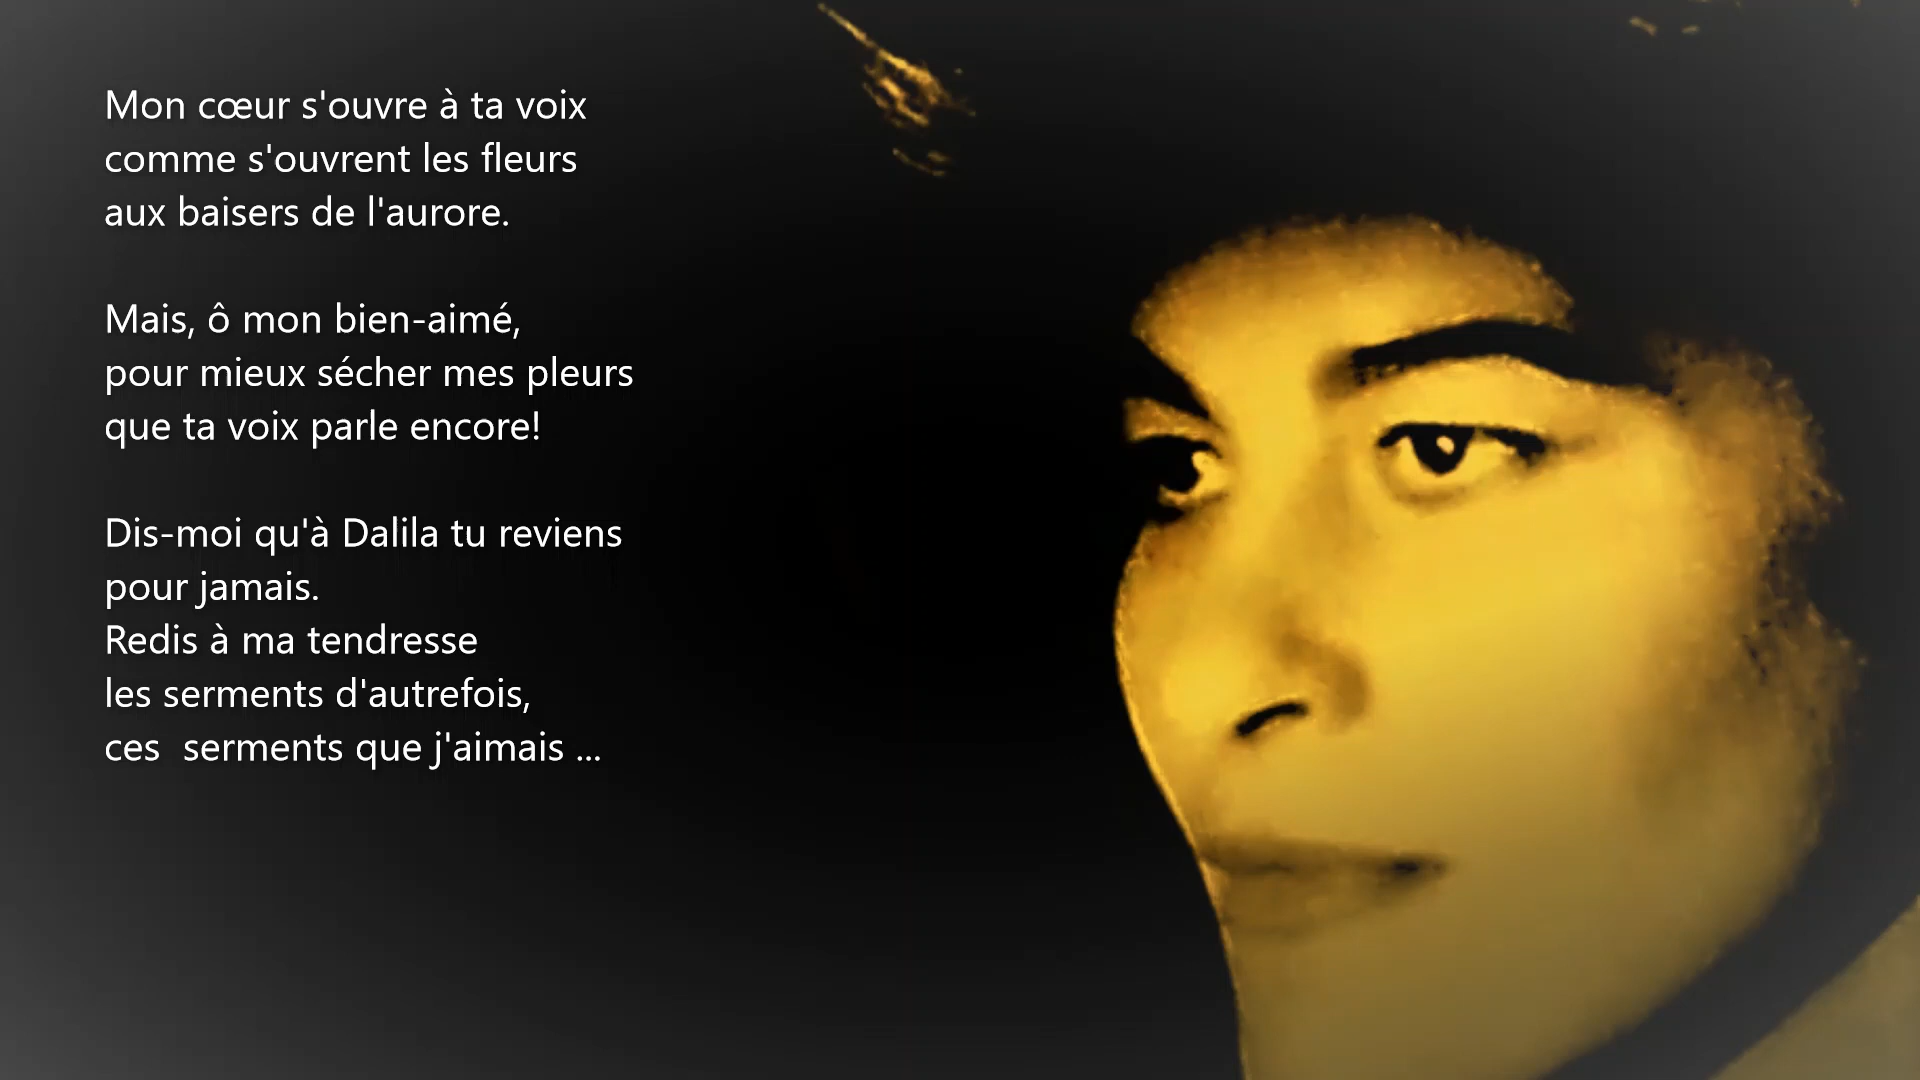 Mon cœur s'ouvre à ta voix
comme s'ouvrent les fleurs
aux baisers de l'aurore.
Mais, ô mon bien-aimé,
pour mieux sécher mes pleurs
que ta voix parle encore!
Dis-moi qu'à Dalila tu reviens
pour jamais.
Redis à ma tendresse
les serments d'autrefois,
ces  serments que j'aimais ...